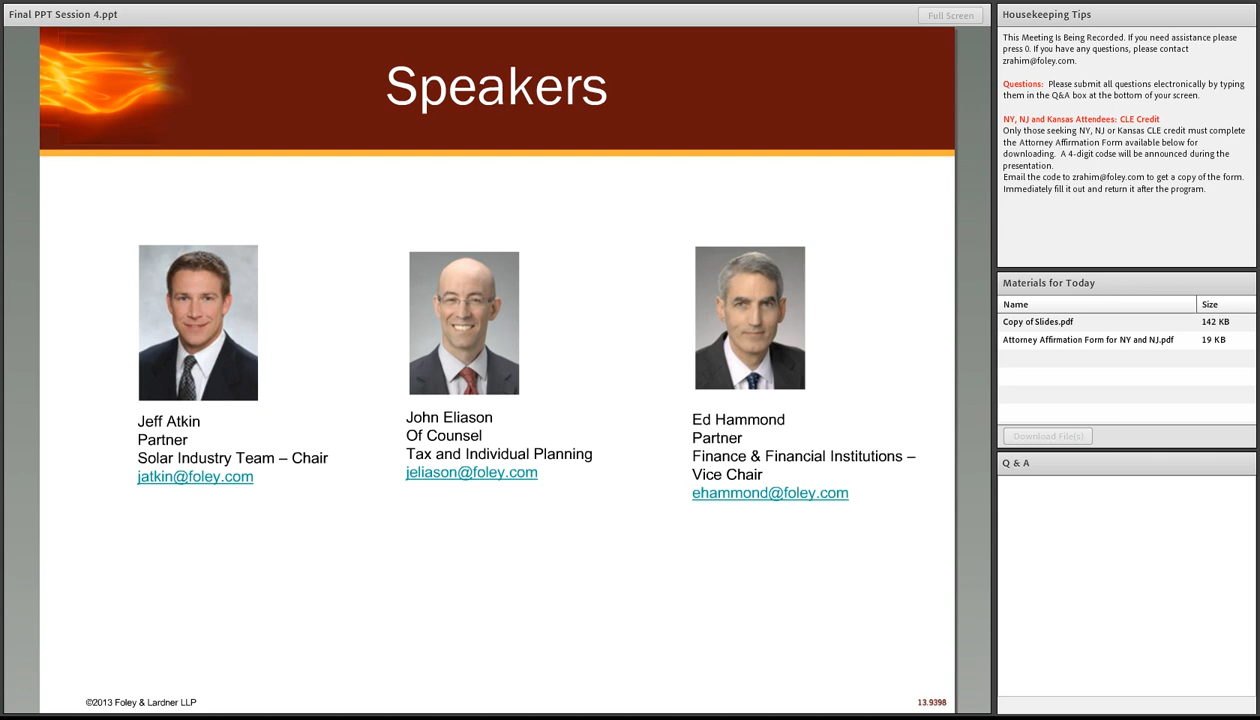 Final PPT Session 4.ppt
Full Screen
Speakers
Jeff Atkin
Partner
Solar Industry Team – Chair
jatkin@foley.com
John Eliason
Of Counsel
Tax and Individual Planning
jeliason@foley.com
Ed Hammond
Partner
Finance & Financial Institutions –
Vice Chair
ehammond@foley.com
©2013 Foley & Lardner LLP
13.9398
Housekeeping Tips
This Meeting Is Being Recorded. If you need assistance please
press 0. If you have any questions, please contact
zrahim@foley.com.
Questions: Please submit all questions electronically by typing
them in the Q&A box at the bottom of your screen.
NY, NJ and Kansas Attendees: CLE Credit
Only those seeking NY, NJ or Kansas CLE credit must complete
the Attorney Affirmation Form available below for
downloading. A 4-digit codse will be announced during the
presentation.
Email the code to zrahim@foley.com to get a copy of the form.
Immediately fill it out and return it after the program.
Materials for Today
Name Size
Copy of Slides.pdf 142 KB
Attorney Affirmation Form for NY and NJ.pdf 19 KB
Download File(s)
Q & A